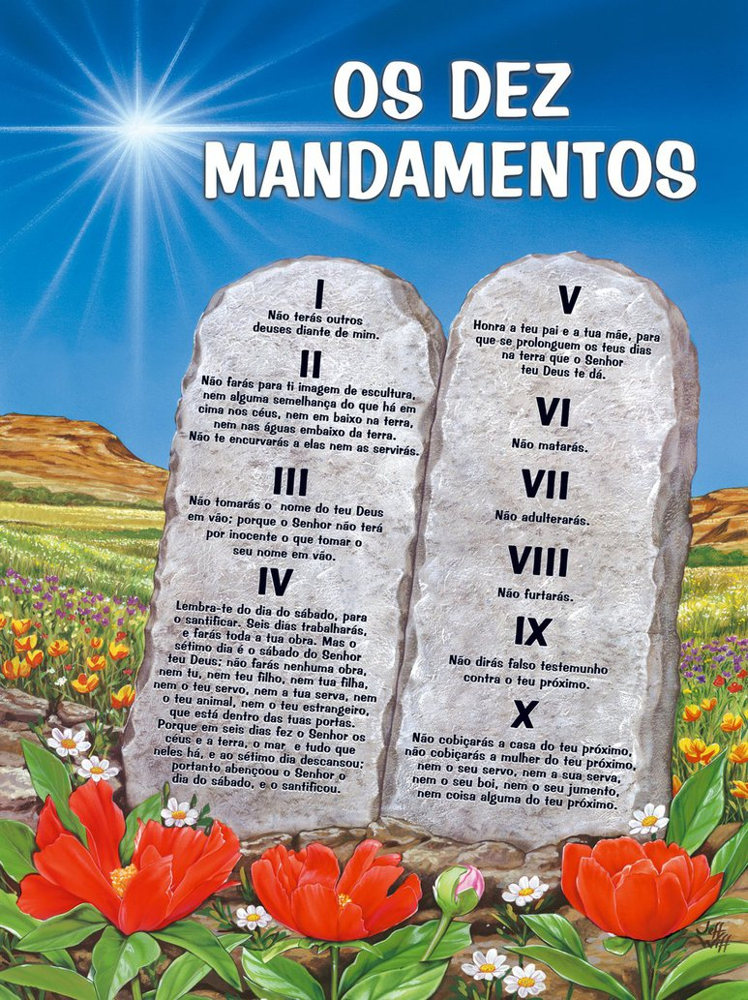 OS DEZ
MANDAMENTOS
I
Não terás outros
deuses diante de mim.
II
Não farás para ti imagem de escultura,
nem alguma semelhança do que há em
cima nos céus, nem em baixo na terra,
nem nas águas embaixo da terra.
Não te encurvarás a elas nem as servirás.
III
Não tomarás o nome do teu Deus
em vão; porque o Senhor não terá
por inocente o que tomar o
seu nome em vão.
IV
Lembra-te do dia do sábado, para
o santificar. Seis dias trabalharás,
e farás toda a tua obra. Mas o
sétimo dia é o sábado do Senhor
teu Deus; não farás nenhuma obra,
nem tu, nem teu filho, nem tua filha,
nem o teu servo, nem a tua serva, nem
o teu animal, nem o teu estrangeiro,
que está dentro das tuas portas.
Porque em seis dias fez o Senhor os
céus e a terra, o mar e tudo que
neles há, e ao sétimo dia descansou;
portanto abençoou o Senhor o
dia do sábado, e o santificou.
V
Honra a teu pai e a tua mãe, para
que se prolonguem os teus dias
na terra que o Senhor
teu Deus te dá.
VI
Não matarás.
VII
Não adulterarás.
VIII
Não furtarás.
IX
Não dirás falso testemunho
contra o teu próximo.
X
Não cobiçarás a casa do teu próximo,
não cobiçarás a mulher do teu próximo,
nem o seu servo, nem a sua serva,
nem o seu boi, nem o seu jumento,
nem coisa alguma do teu próximo.